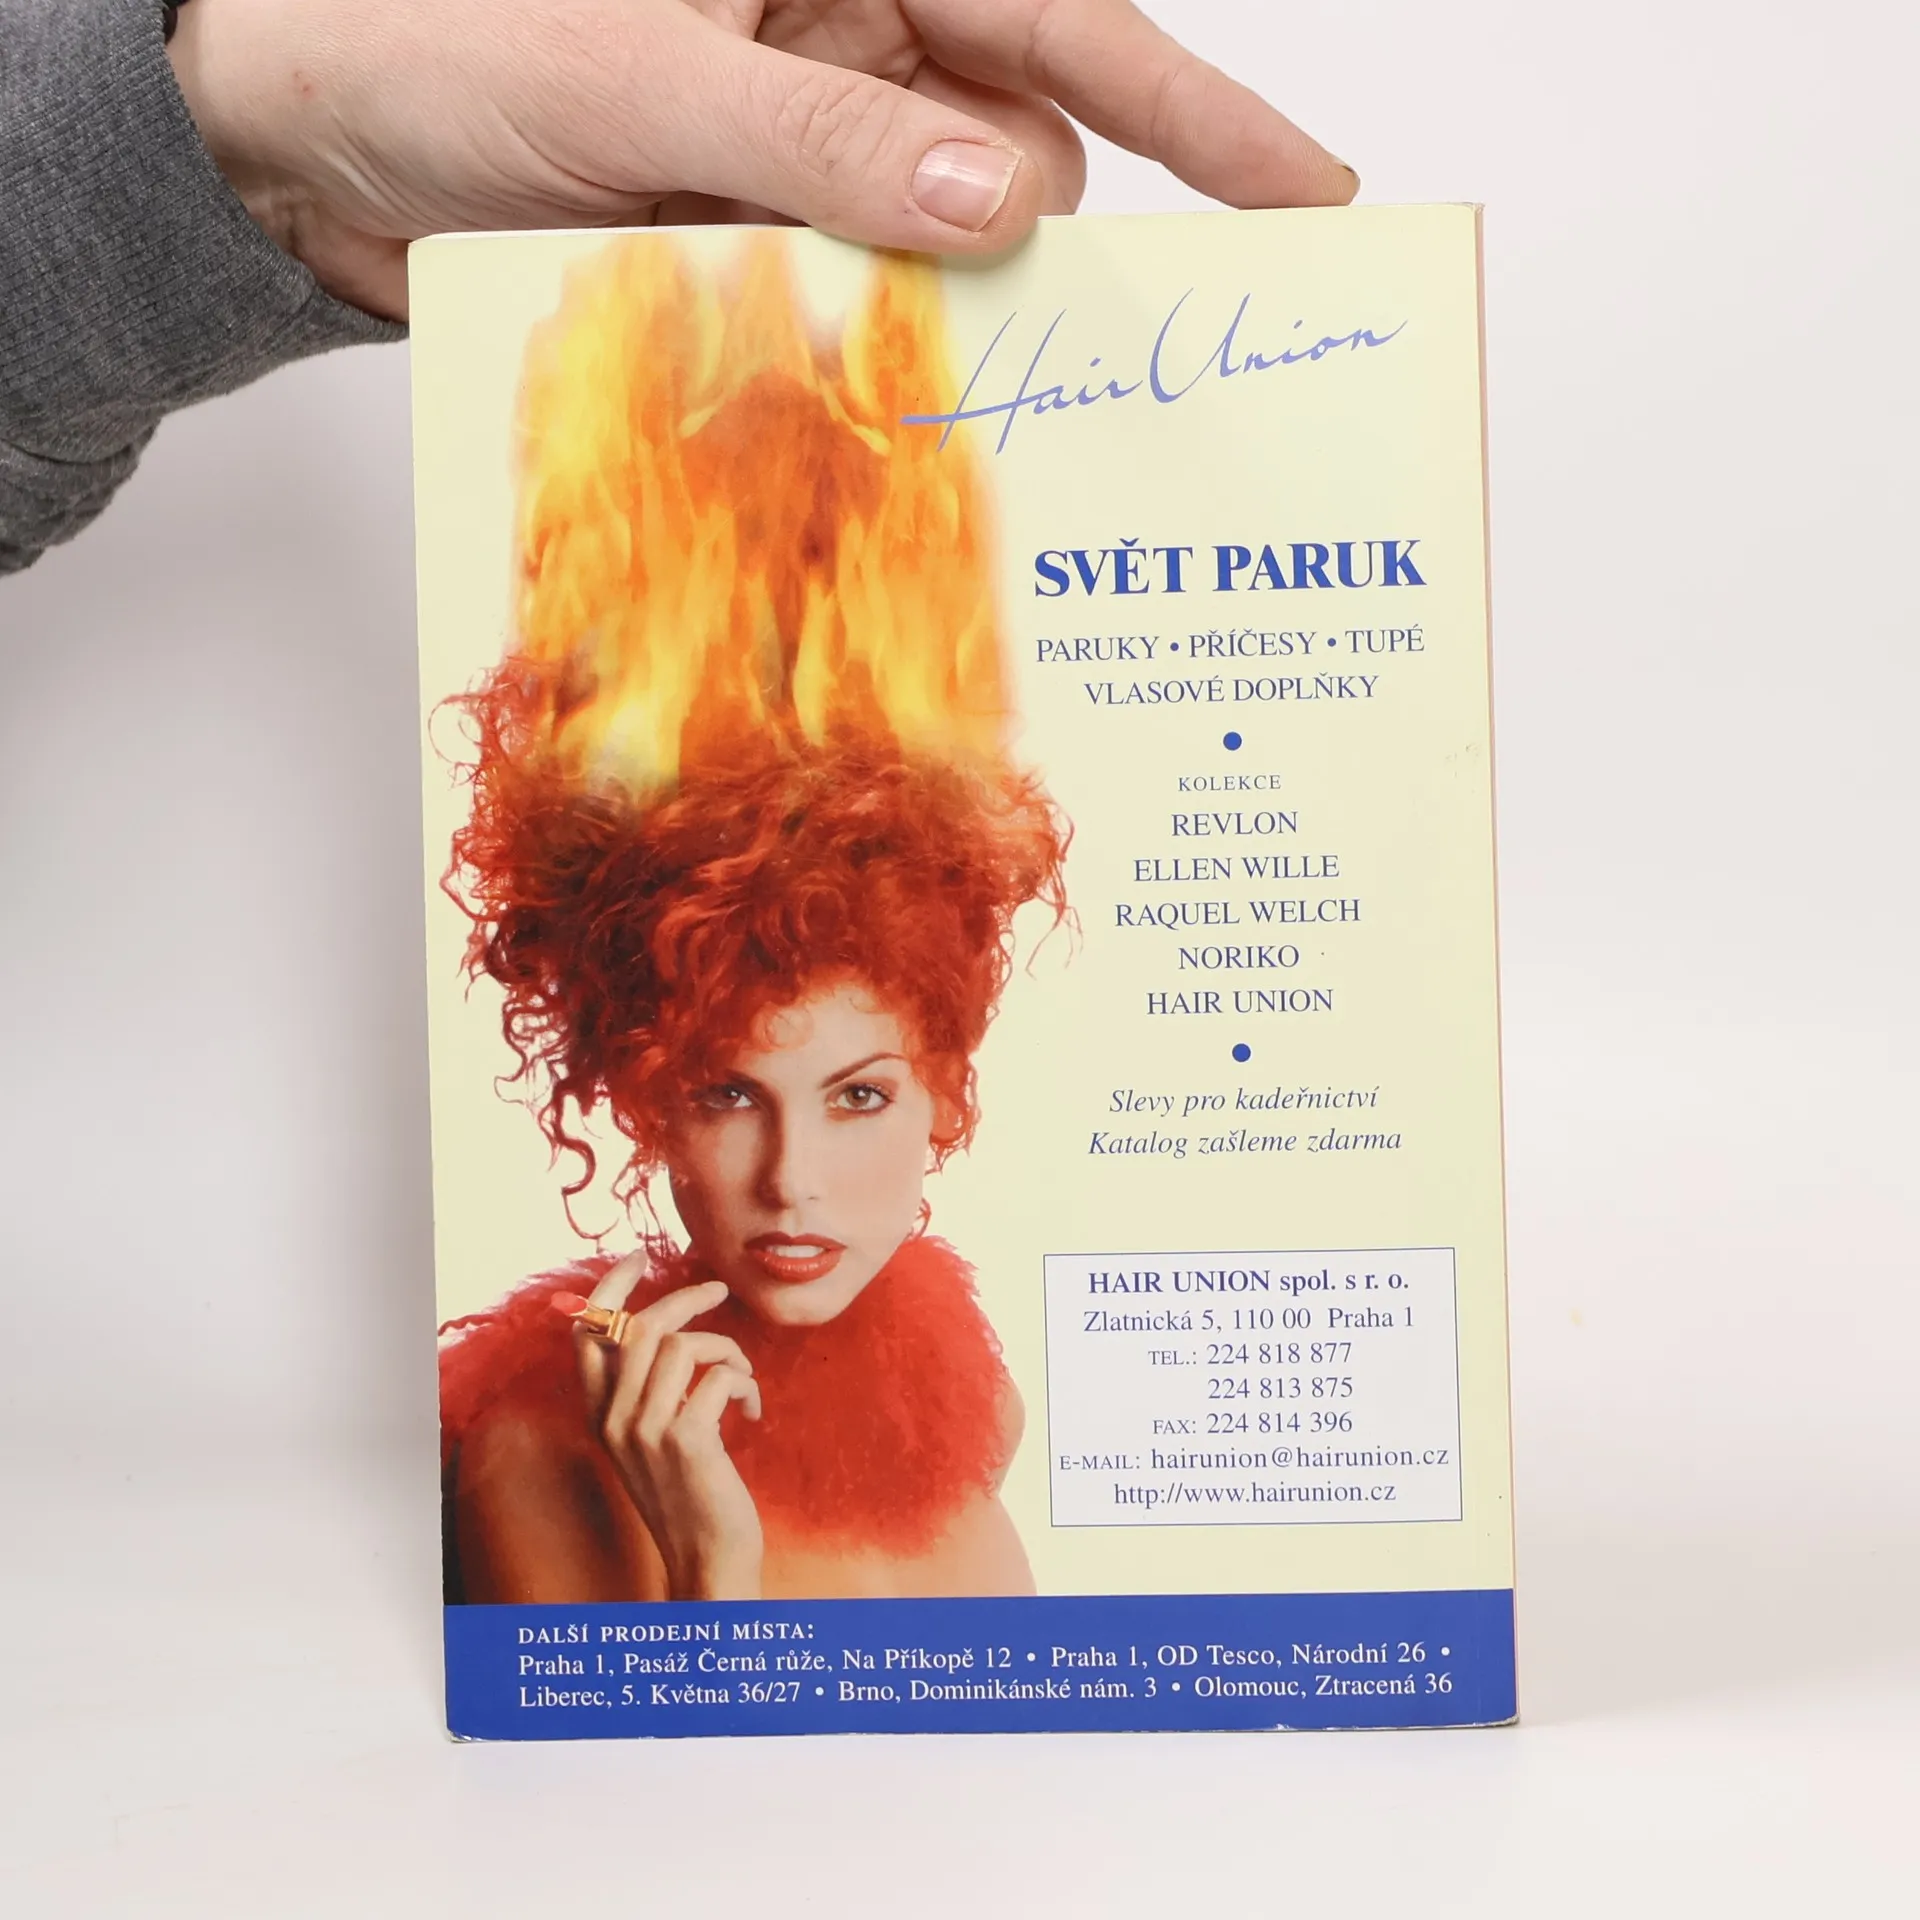 Hair Union
SVĚT PARUK
PARUKY • PŘÍČESY • TUPÉ
VLASOVÉ DOPLŇKY
•
KOLEKCE
REVLON
ELLEN WILLE
RAQUEL WELCH
NORIKO
HAIR UNION
•
Slevy pro kadeřnictví
Katalog zašleme zdarma
HAIR UNION spol. s r. o.
Zlatnická 5, 110 00 Praha 1
TEL.: 224 818 877
224 813 875
FAX: 224 814 396
E-MAIL: hairunion@hairunion.cz
http://www.hairunion.cz
DALŠÍ PRODEJNÍ MÍSTA:
Praha 1, Pasáž Černá růže, Na Příkopě 12 • Praha 1, OD Tesco, Národní 26 •
Liberec, 5. Května 36/27 • Brno, Dominikánské nám. 3 • Olomouc, Ztracená 36